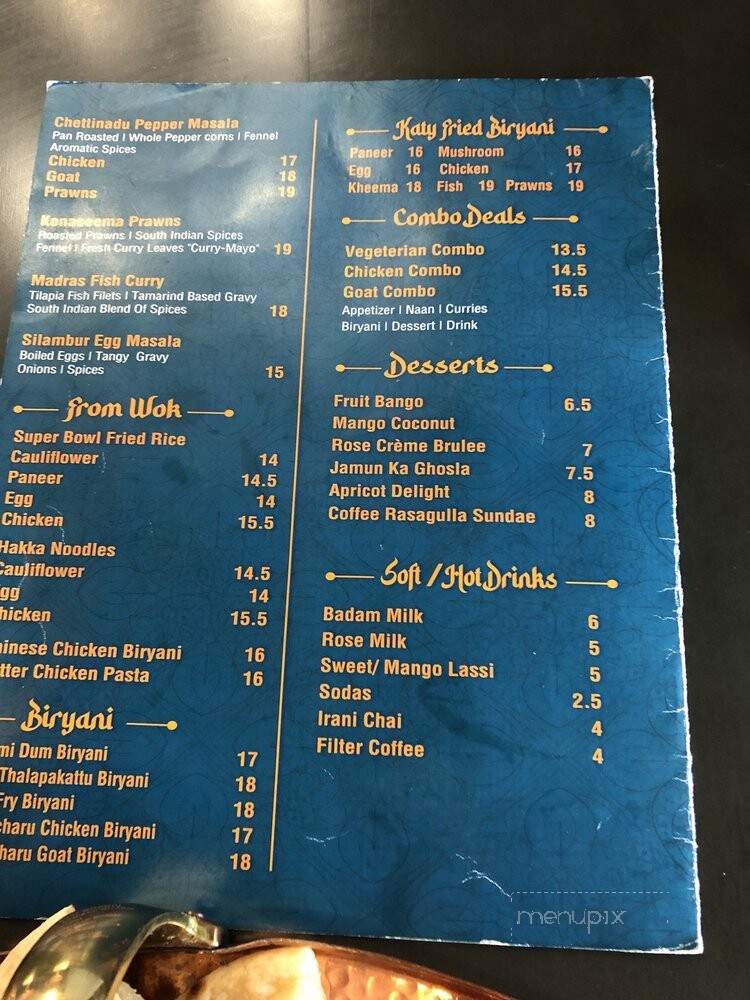 Chettinadu Pepper Masala
Pan Roasted | Whole Pepper corns | Fennel
Aromatic Spices
Chicken 17
Goat 18
Prawns 19
Konaseema Prawns
Roasted Prawns | South Indian Spices
Fennel | Fresh Curry Leaves "Curry-Mayo" 19
Madras Fish Curry
Tilapia Fish Filets | Tamarind Based Gravy
South Indian Blend Of Spices 18
Silambur Egg Masala
Boiled Eggs | Tangy Gravy
Onions | Spices 15
from Wok
Super Bowl Fried Rice
Cauliflower 14
Paneer 14.5
Egg 14
Chicken 15.5
Hakka Noodles
Cauliflower 14.5
gg 14
hicken 15.5
inese Chicken Biryani 16
tter Chicken Pasta 16
Biryani
mi Dum Biryani 17
Thalapakattu Biryani 18
Fry Biryani 18
charu Chicken Biryani 17
haru Goat Biryani 18
Katy fried Biryani
Paneer 16 Mushroom 16
Egg 16 Chicken 17
Kheema 18 Fish 19 Prawns 19
Combo Deals
Vegeterian Combo 13.5
Chicken Combo 14.5
Goat Combo 15.5
Appetizer | Naan | Curries
Biryani | Dessert | Drink
Desserts
Fruit Bango 6.5
Mango Coconut
Rose Crème Brulee 7
Jamun Ka Ghosla 7.5
Apricot Delight 8
Coffee Rasagulla Sundae 8
Soft / Hot Drinks
Badam Milk 6
Rose Milk 5
Sweet/ Mango Lassi 5
Sodas 2.5
Irani Chai 4
Filter Coffee 4
menupix